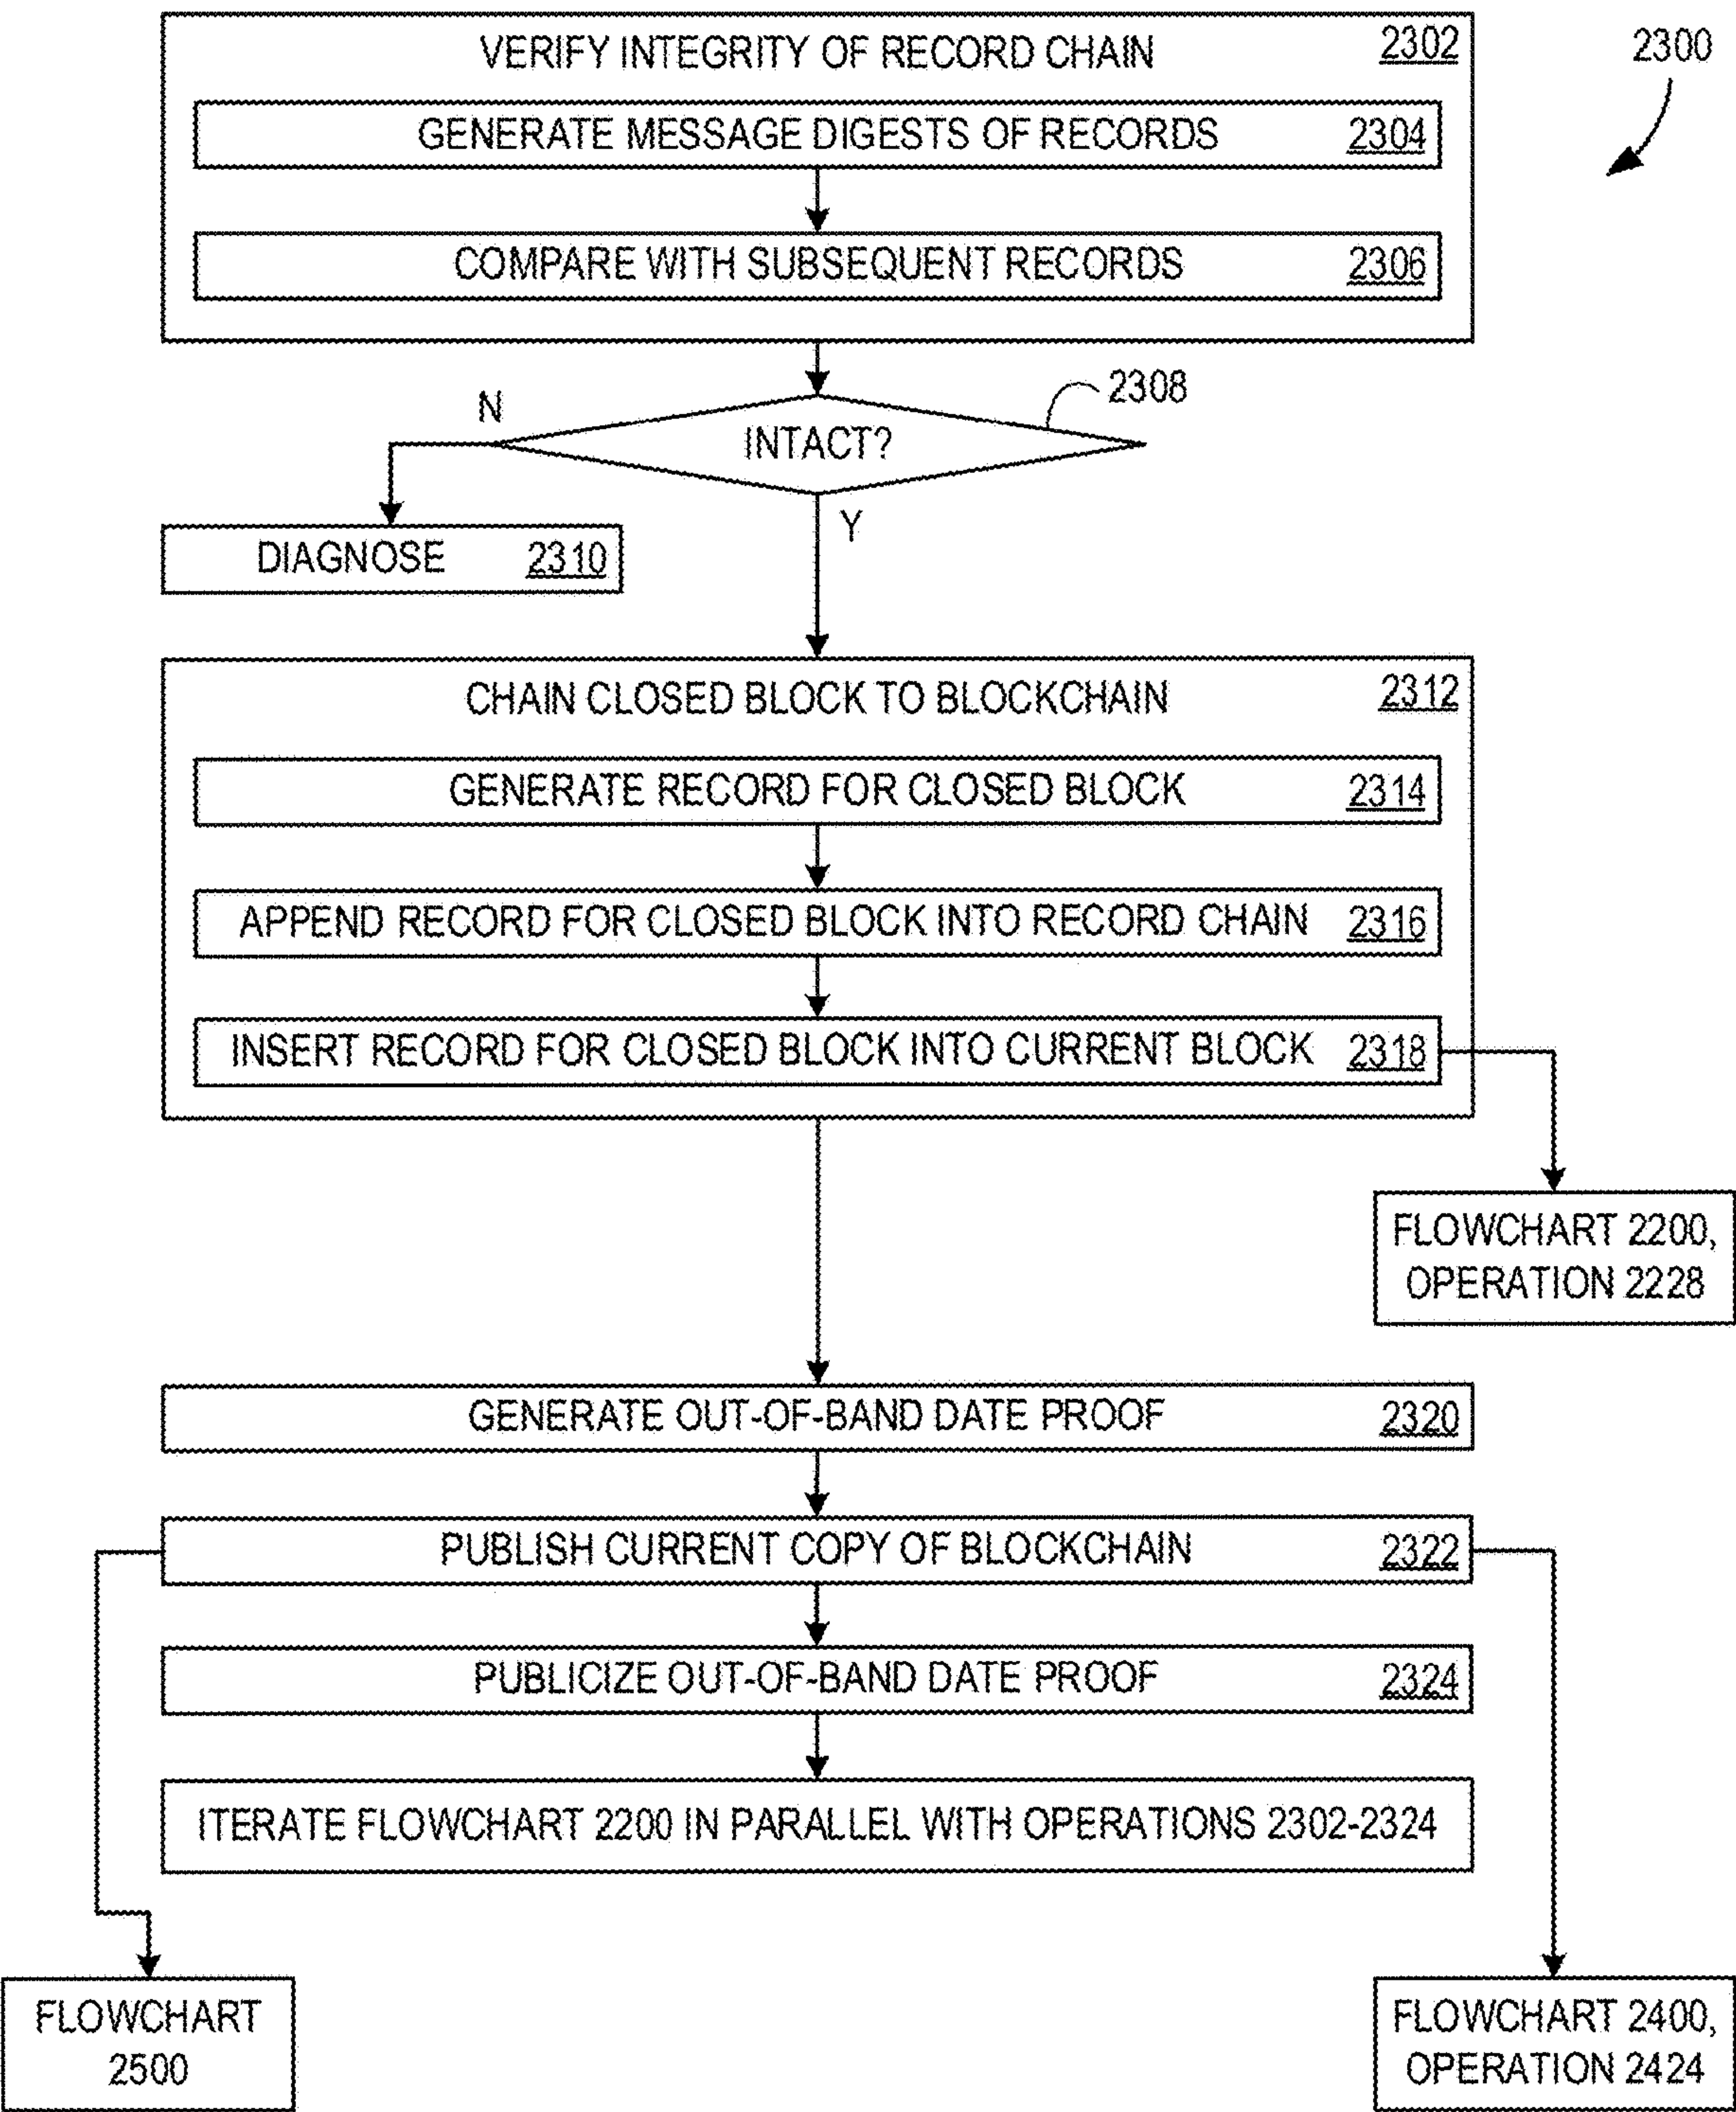 VERIFY INTEGRITY OF RECORD CHAIN 2302
2300
GENERATE MESSAGE DIGESTS OF RECORDS 2304
COMPARE WITH SUBSEQUENT RECORDS 2306
2308
N
INTACT?
Y
DIAGNOSE 2310
CHAIN CLOSED BLOCK TO BLOCKCHAIN 2312
GENERATE RECORD FOR CLOSED BLOCK 2314
APPEND RECORD FOR CLOSED BLOCK INTO RECORD CHAIN 2316
INSERT RECORD FOR CLOSED BLOCK INTO CURRENT BLOCK 2318
FLOWCHART 2200,
OPERATION 2228
GENERATE OUT-OF-BAND DATE PROOF 2320
PUBLISH CURRENT COPY OF BLOCKCHAIN 2322
PUBLICIZE OUT-OF-BAND DATE PROOF 2324
ITERATE FLOWCHART 2200 IN PARALLEL WITH OPERATIONS 2302-2324
FLOWCHART
2500
FLOWCHART 2400,
OPERATION 2424